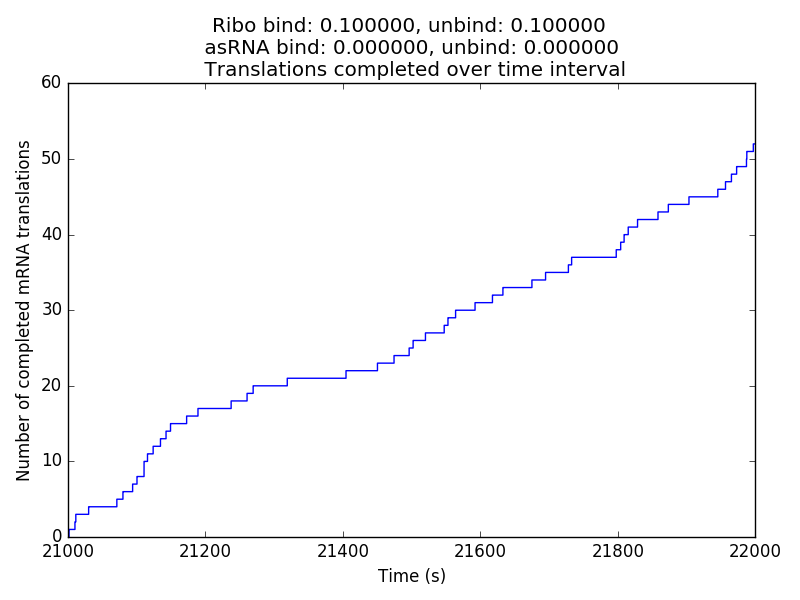 Ribo bind: 0.100000, unbind: 0.100000
asRNA bind: 0.000000, unbind: 0.000000
Translations completed over time interval
Number of completed mRNA translations
60
50
40
30
20
10
0
21000 21200 21400 21600 21800 22000
Time (s)